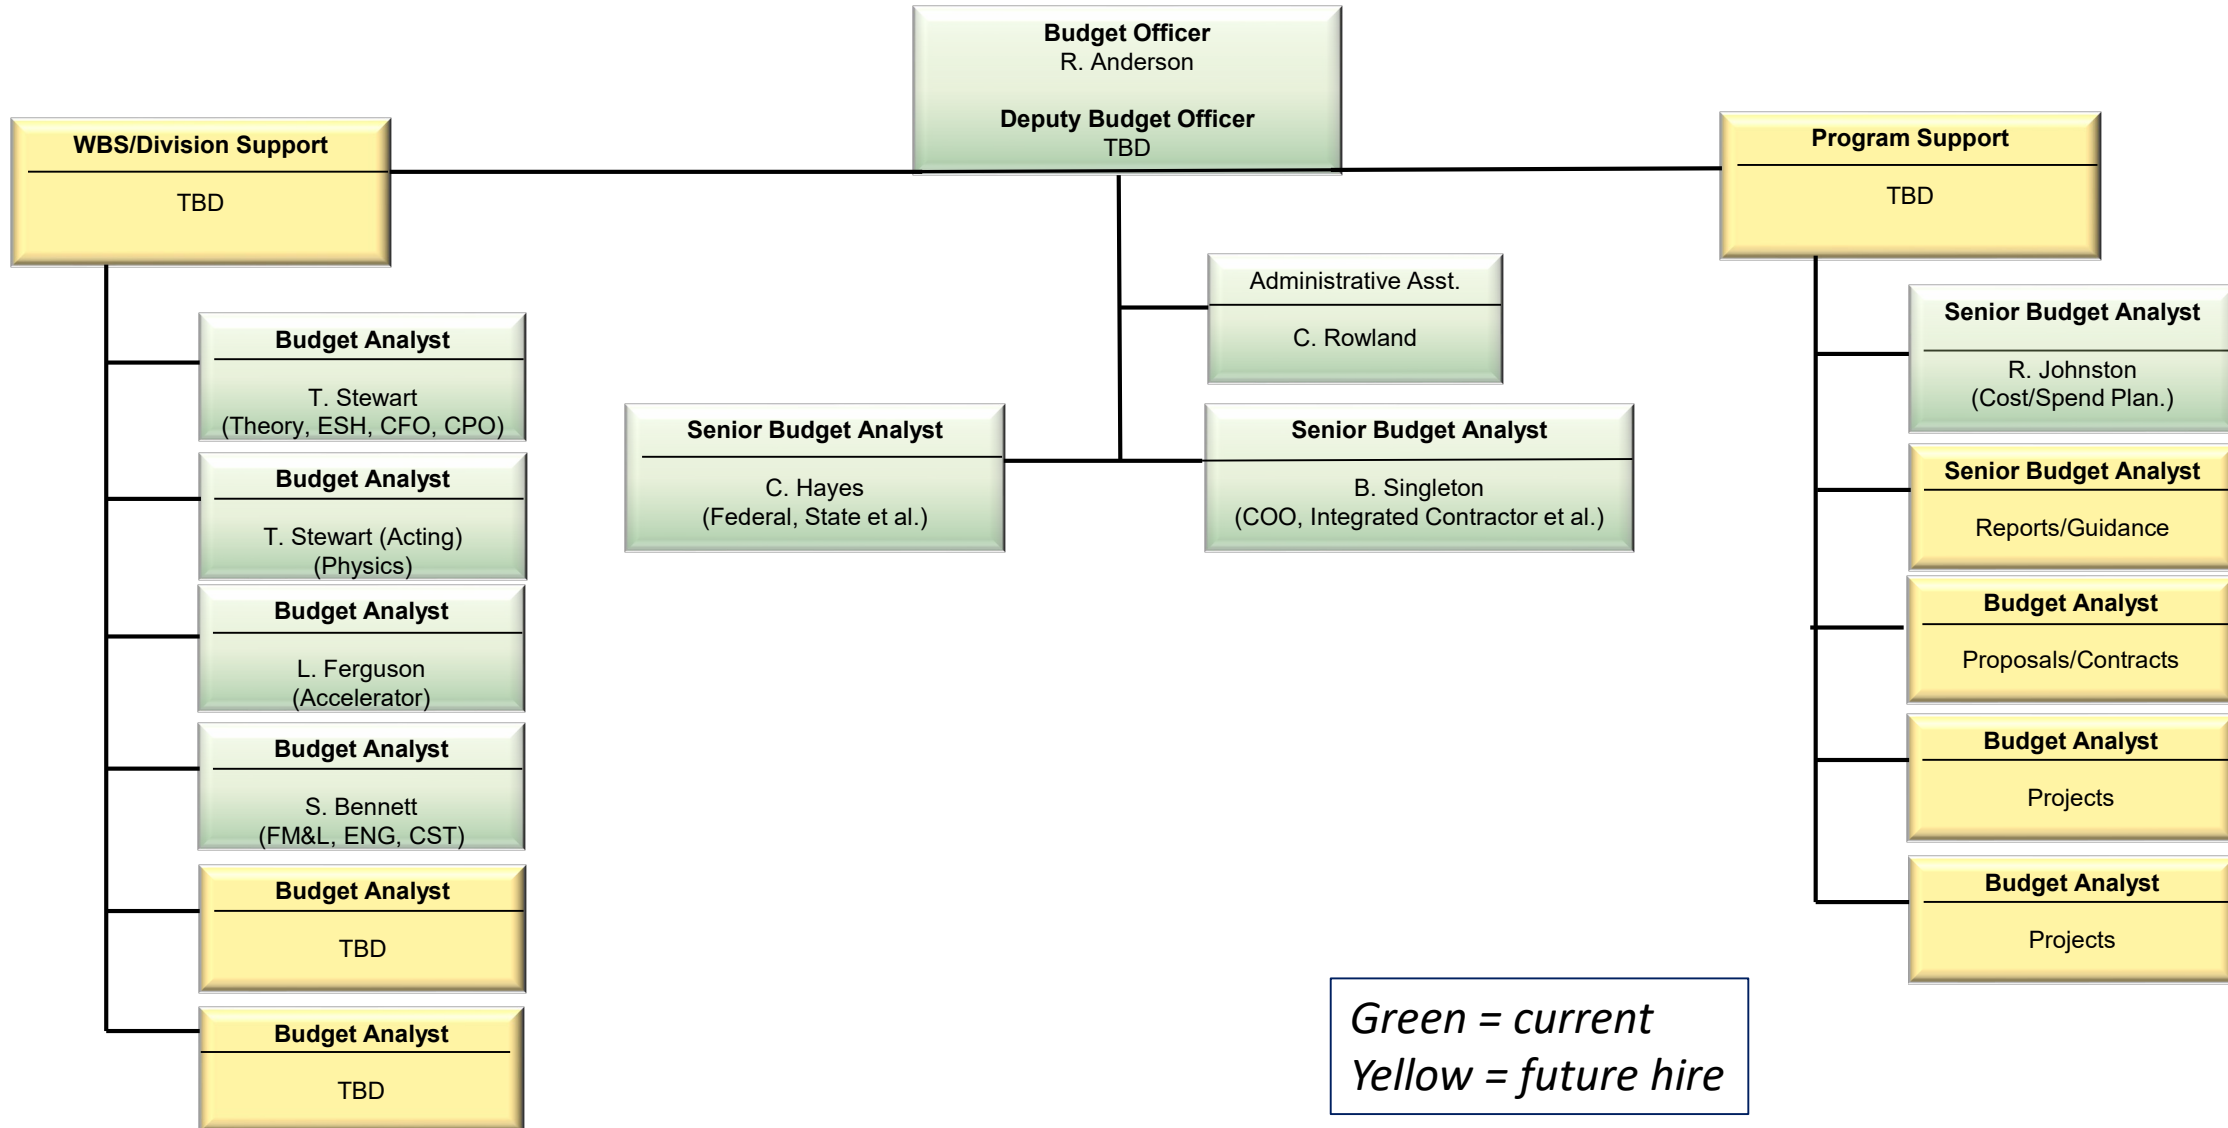 Budget Officer
R. Anderson
Deputy Budget Officer
TBD
WBS/Division Support
TBD
Program Support
TBD
Administrative Asst.
C. Rowland
Senior Budget Analyst
C. Hayes
(Federal, State et al.)
Senior Budget Analyst
B. Singleton
(COO, Integrated Contractor et al.)
Budget Analyst
T. Stewart
(Theory, ESH, CFO, CPO)
Budget Analyst
T. Stewart (Acting)
(Physics)
Budget Analyst
L. Ferguson
(Accelerator)
Budget Analyst
S. Bennett
(FM&L, ENG, CST)
Budget Analyst
TBD
Budget Analyst
TBD
Senior Budget Analyst
R. Johnston
(Cost/Spend Plan.)
Senior Budget Analyst
Reports/Guidance
Budget Analyst
Proposals/Contracts
Budget Analyst
Projects
Budget Analyst
Projects
Green = current
Yellow = future hire